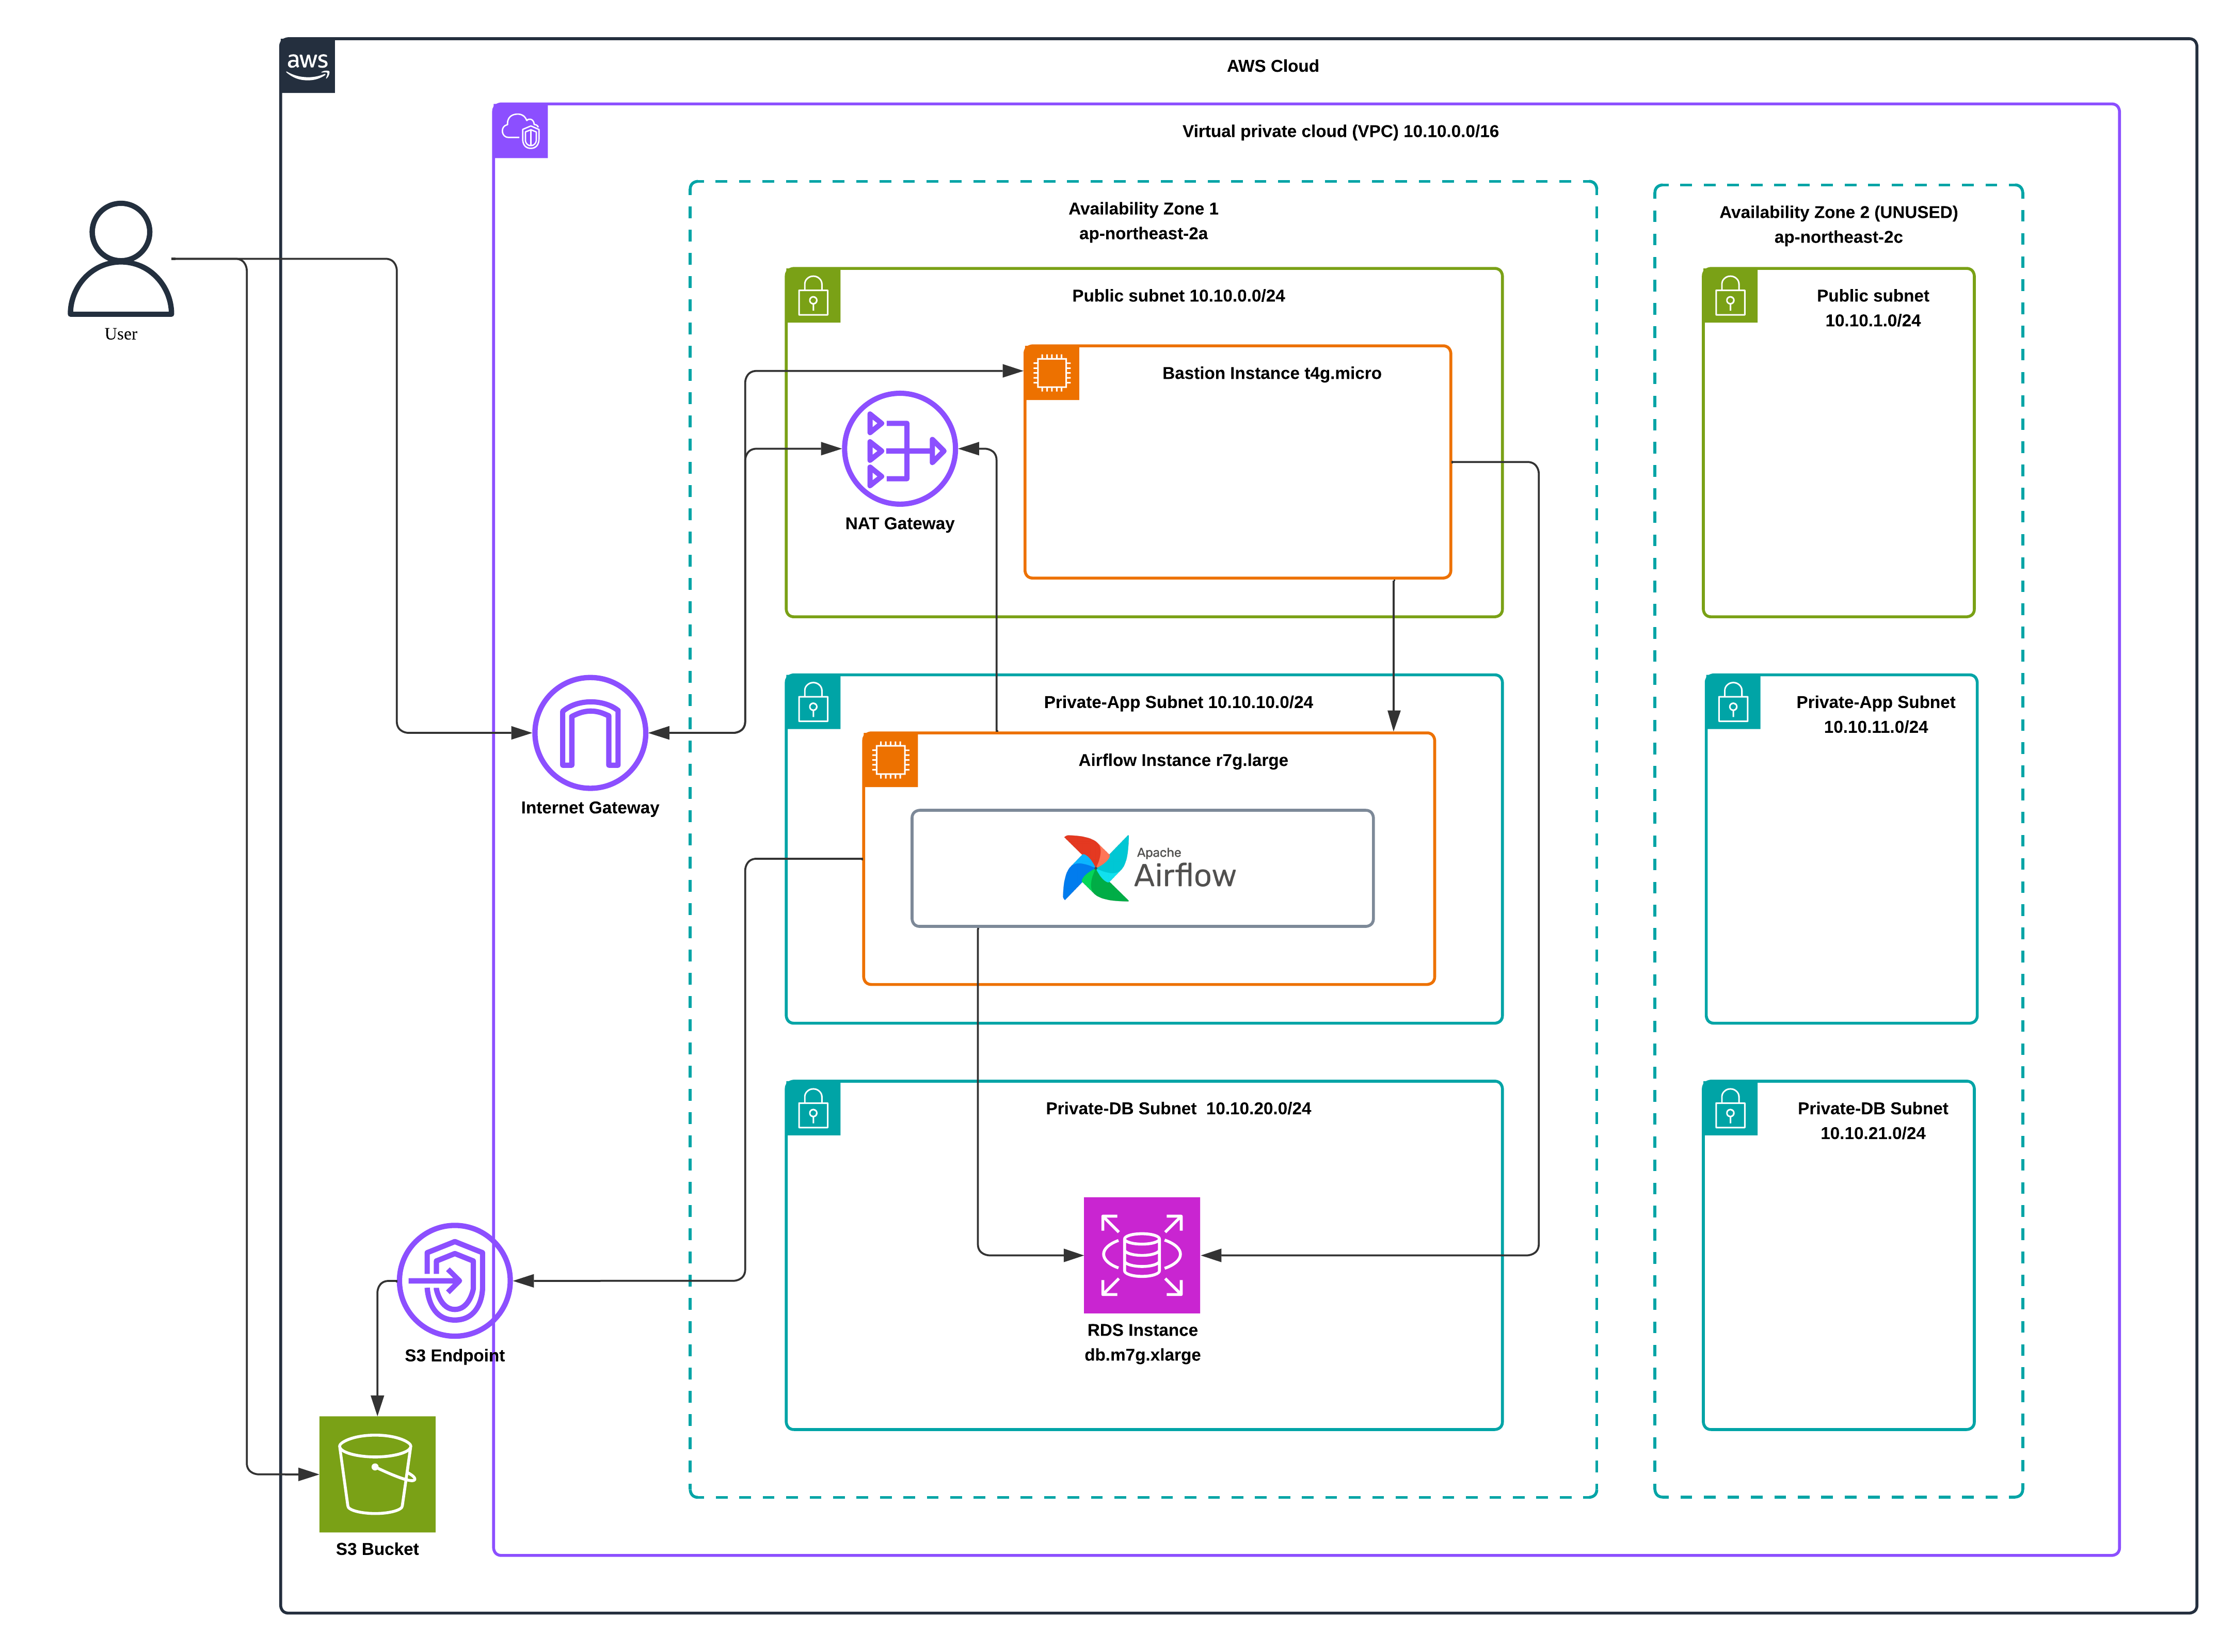 aws
AWS Cloud
Virtual private cloud (VPC) 10.10.0.0/16
Availability Zone 1
ap-northeast-2a
Availability Zone 2 (UNUSED)
ap-northeast-2c
User
Public subnet 10.10.0.0/24
Public subnet
10.10.1.0/24
Bastion Instance t4g.micro
NAT Gateway
Private-App Subnet 10.10.10.0/24
Private-App Subnet
10.10.11.0/24
Airflow Instance r7g.large
Internet Gateway
Apache
Airflow
Private-DB Subnet  10.10.20.0/24
Private-DB Subnet
10.10.21.0/24
RDS Instance
db.m7g.xlarge
S3 Endpoint
S3 Bucket